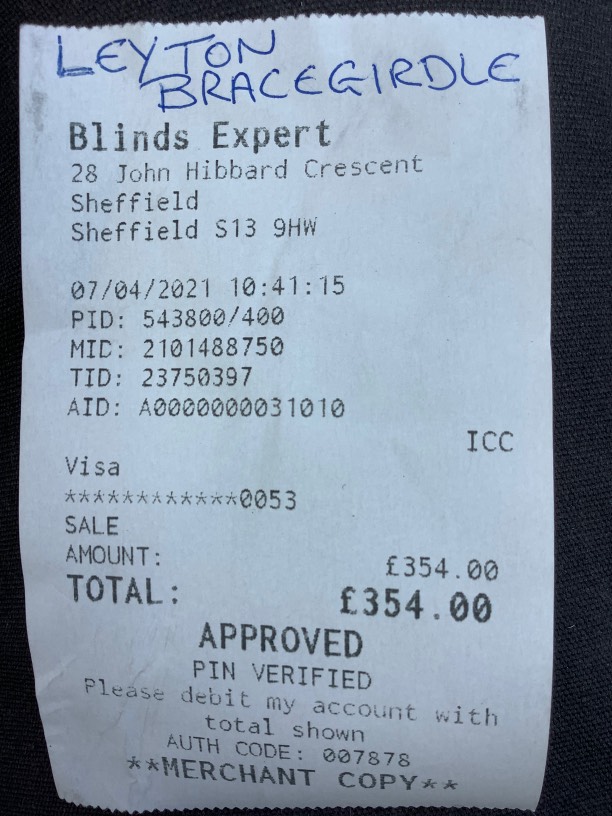 LEYTON
BRACEGIRDLE
Blinds Expert
28 John Hibbard Crescent
Sheffield
Sheffield S13 9HW
07/04/2021 10:41:15
PID: 543800/400
MID: 2101488750
TID: 23750397
AID: A0000000031010
ICC
Visa
************0053
SALE
AMOUNT: £354.00
TOTAL: £354.00
APPROVED
PIN VERIFIED
Please debit my account with
total shown
AUTH CODE: 007878
**MERCHANT COPY**